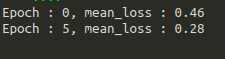 Epoch : 0, mean_loss : 0.46
Epoch : 5, mean_loss : 0.28